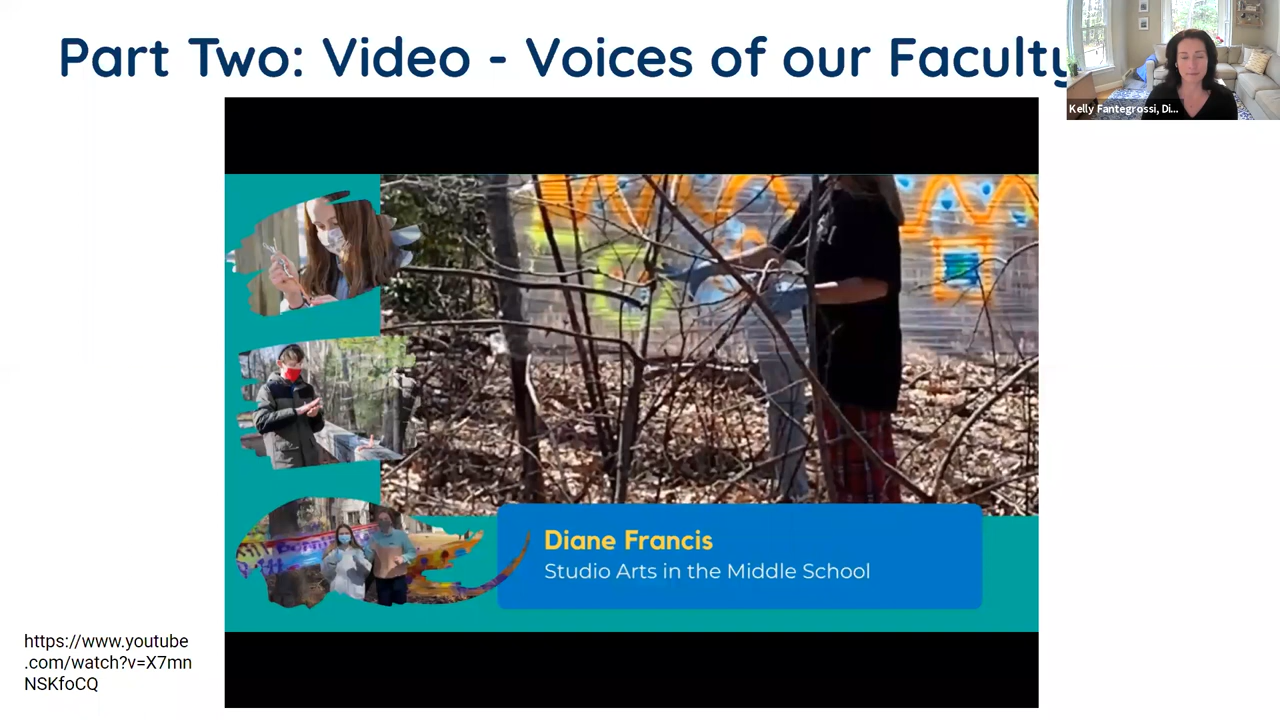 Part Two: Video - Voices of our Faculty
Kelly Fantegrossi, Di...
Diane Francis
Studio Arts in the Middle School
https://www.youtube
.com/watch?v=X7mn
NSKfoCQ